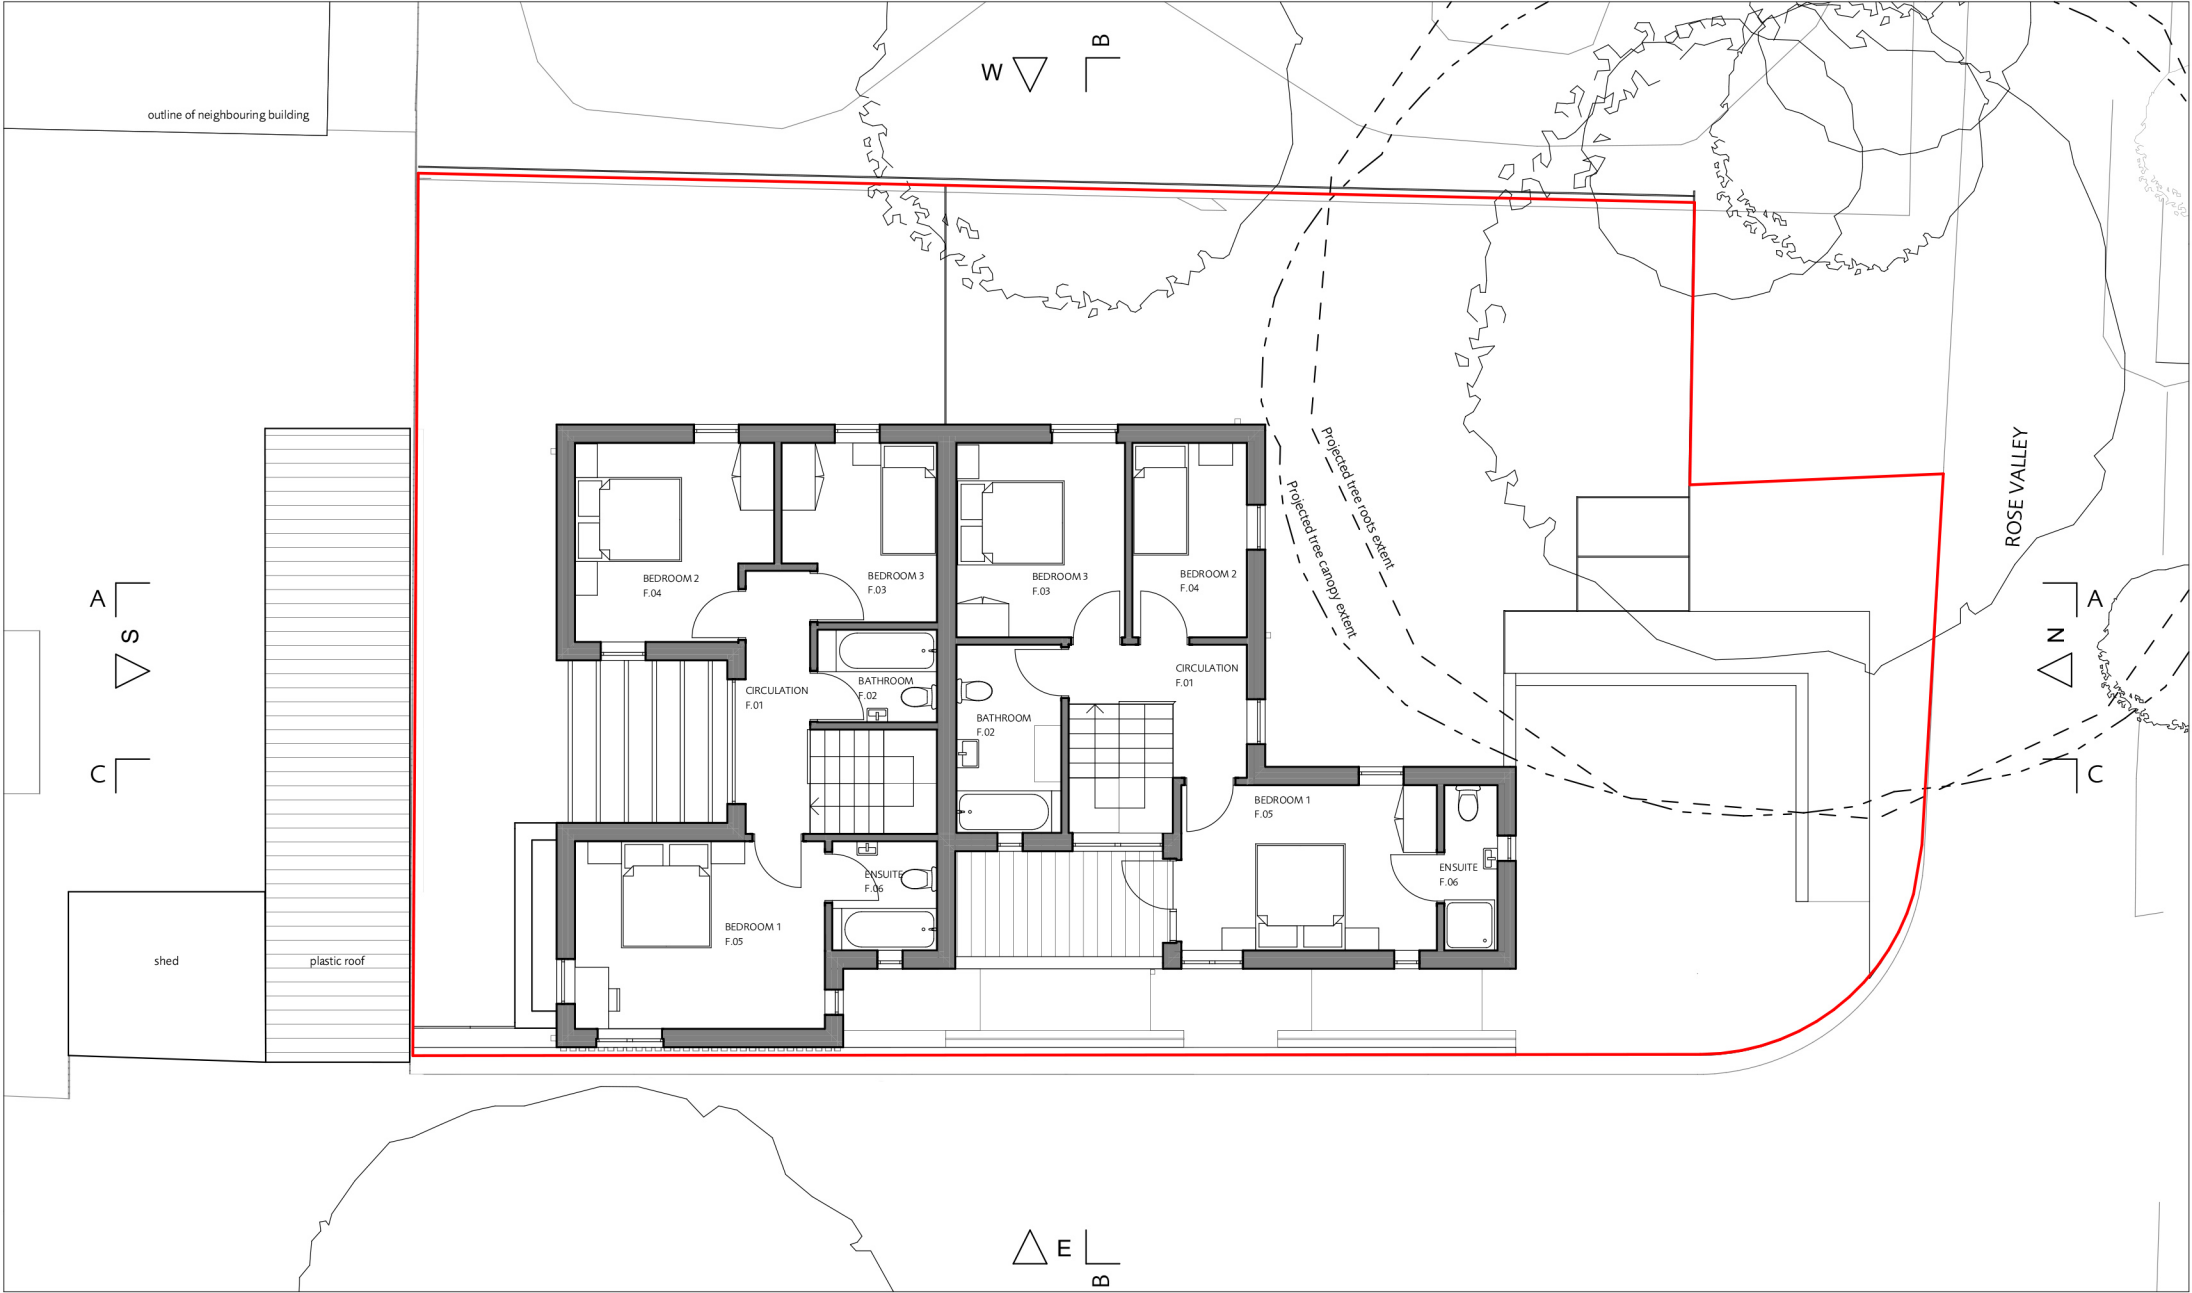 B
W
outline of neighbouring building
ROSE VALLEY
Projected tree roots extent
Projected tree canopy extent
BEDROOM 2
F.04
BEDROOM 3
F.03
BEDROOM 3
F.03
BEDROOM 2
F.04
A
S
C
A
N
C
CIRCULATION
F.01
BATHROOM
F.02
BATHROOM
F.02
CIRCULATION
F.01
BEDROOM 1
F.05
ENSUITE
F.06
ENSUITE
F.06
BEDROOM 1
F.05
shed
plastic roof
E
B